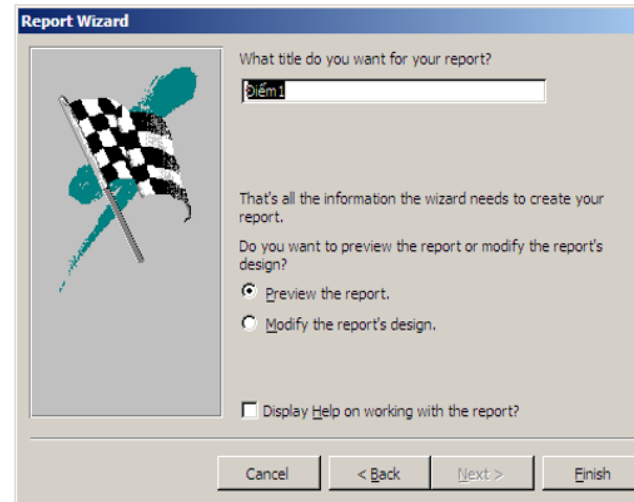 Report Wizard
What title do you want for your report?
Điểm1
That's all the information the wizard needs to create your
report.
Do you want to preview the report or modify the report's
design?
Preview the report.
Modify the report's design.
Display Help on working with the report?
Cancel
< Back
Next >
Finish